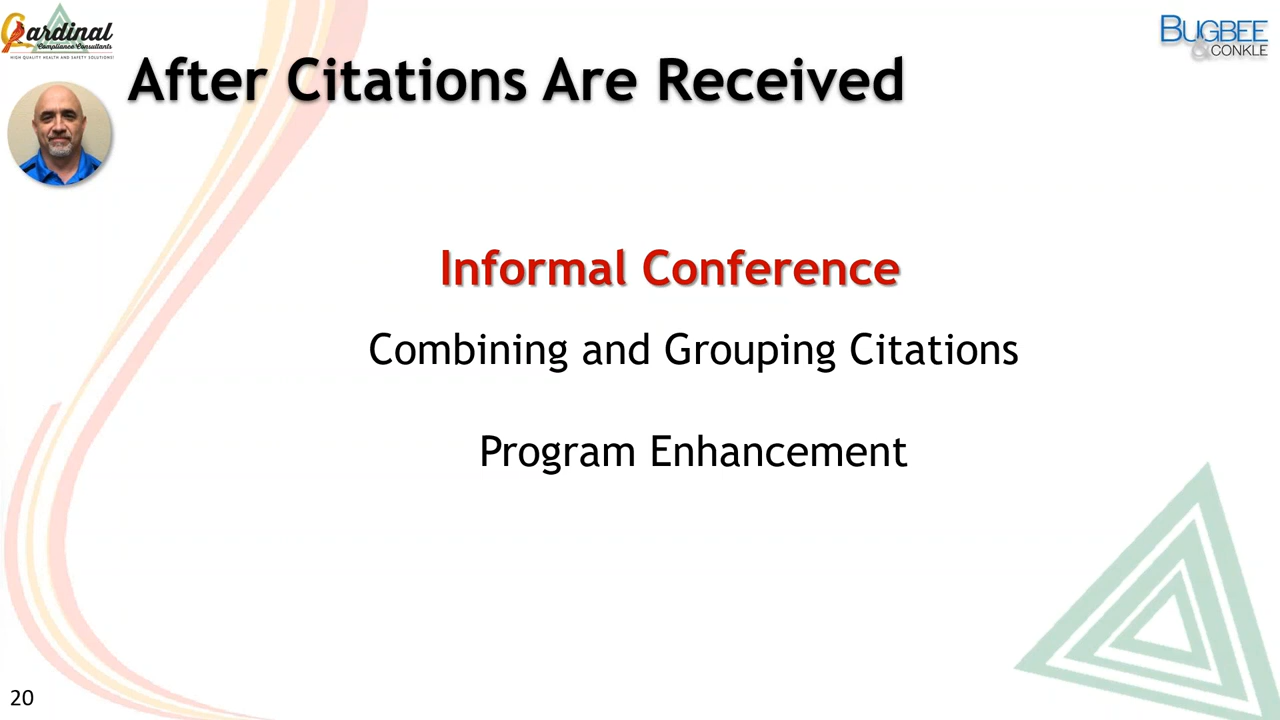 Cardinal
Compliance Consultants
HIGH QUALITY HEALTH AND SAFETY SOLUTIONS!
BUGBEE
& CONKLE
After Citations Are Received
Informal Conference
Combining and Grouping Citations
Program Enhancement
20